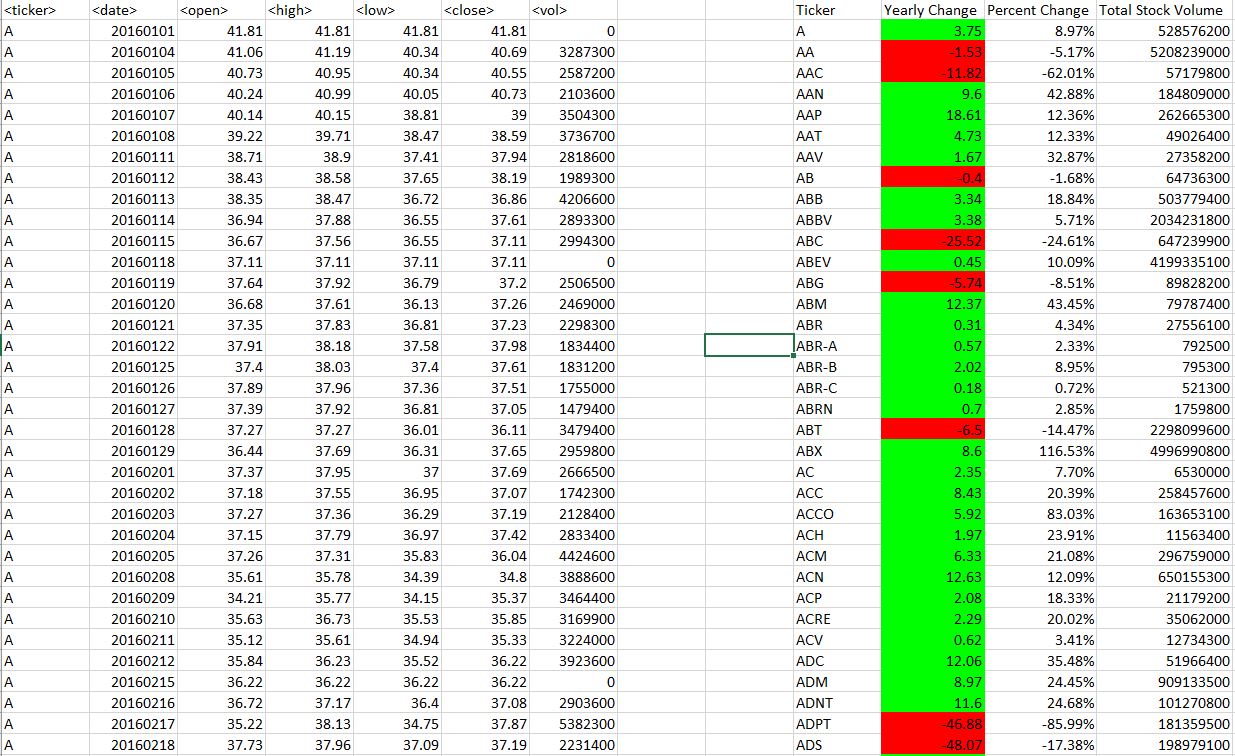 <ticker> <date> <open> <high> <low> <close> <vol> Ticker Yearly Change Percent Change Total Stock Volume
A 20160101 41.81 41.81 41.81 41.81 0 A 3.75 8.97% 528576200
A 20160104 41.06 41.19 40.34 40.69 3287300 AA -1.53 -5.17% 5208239000
A 20160105 40.73 40.95 40.34 40.55 2587200 AAC -11.82 -62.01% 57179800
A 20160106 40.24 40.99 40.05 40.73 2103600 AAN 9.6 42.88% 184809000
A 20160107 40.14 40.15 38.81 39 3504300 AAP 18.61 12.36% 262665300
A 20160108 39.22 39.71 38.47 38.59 3736700 AAT 4.73 12.33% 49026400
A 20160111 38.71 38.9 37.41 37.94 2818600 AAV 1.67 32.87% 27358200
A 20160112 38.43 38.58 37.65 38.19 1989300 AB -0.4 -1.68% 64736300
A 20160113 38.35 38.47 36.72 36.86 4206600 ABB 3.34 18.84% 503779400
A 20160114 36.94 37.88 36.55 37.61 2893300 ABBV 3.38 5.71% 2034231800
A 20160115 36.67 37.56 36.55 37.11 2994300 ABC -25.52 -24.61% 647239900
A 20160118 37.11 37.11 37.11 37.11 0 ABEV 0.45 10.09% 4199335100
A 20160119 37.64 37.92 36.79 37.2 2506500 ABG -5.74 -8.51% 89828200
A 20160120 36.68 37.61 36.13 37.26 2469000 ABM 12.37 43.45% 79787400
A 20160121 37.35 37.83 36.81 37.23 2298300 ABR 0.31 4.34% 27556100
A 20160122 37.91 38.18 37.58 37.98 1834400 ABR-A 0.57 2.33% 792500
A 20160125 37.4 38.03 37.4 37.61 1831200 ABR-B 2.02 8.95% 795300
A 20160126 37.89 37.96 37.36 37.51 1755000 ABR-C 0.18 0.72% 521300
A 20160127 37.39 37.92 36.81 37.05 1479400 ABRN 0.7 2.85% 1759800
A 20160128 37.27 37.27 36.01 36.11 3479400 ABT -6.5 -14.47% 2298099600
A 20160129 36.44 37.69 36.31 37.65 2959800 ABX 8.6 116.53% 4996990800
A 20160201 37.37 37.95 37 37.69 2666500 AC 2.35 7.70% 6530000
A 20160202 37.18 37.55 36.95 37.07 1742300 ACC 8.43 20.39% 258457600
A 20160203 37.27 37.36 36.29 37.19 2128400 ACCO 5.92 83.03% 163653100
A 20160204 37.15 37.79 36.97 37.42 2833400 ACH 1.97 23.91% 11563400
A 20160205 37.26 37.31 35.83 36.04 4424600 ACM 6.33 21.08% 296759000
A 20160208 35.61 35.78 34.39 34.8 3888600 ACN 12.63 12.09% 650155300
A 20160209 34.21 35.77 34.15 35.37 3464400 ACP 2.08 18.33% 21179200
A 20160210 35.63 36.73 35.53 35.85 3169900 ACRE 2.29 20.02% 35062000
A 20160211 35.12 35.61 34.94 35.33 3224000 ACV 0.62 3.41% 12734300
A 20160212 35.84 36.23 35.52 36.22 3923600 ADC 12.06 35.48% 51966400
A 20160215 36.22 36.22 36.22 36.22 0 ADM 8.97 24.45% 909133500
A 20160216 36.72 37.17 36.4 37.08 2903600 ADNT 11.6 24.68% 101270800
A 20160217 35.22 38.13 34.75 37.87 5382300 ADPT -46.88 -85.99% 181359500
A 20160218 37.73 37.96 37.09 37.19 2231400 ADS -48.07 -17.38% 198979100